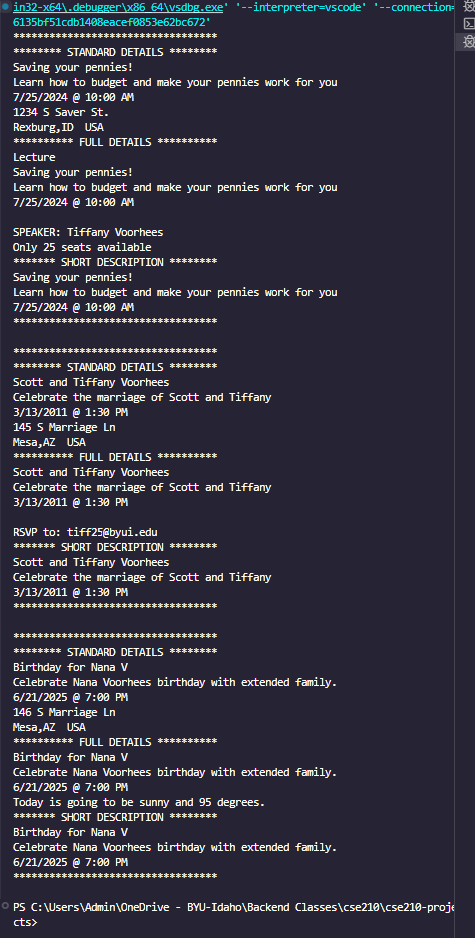 in32-x64\.debugger\x86_64\vsdbg.exe' '--interpreter=vscode' '--connection=
6135bf51cdb1408eacef0853e62bc672'
**********************************
******** STANDARD DETAILS ********
Saving your pennies!
Learn how to budget and make your pennies work for you
7/25/2024 @ 10:00 AM
1234 S Saver St.
Rexburg,ID  USA
********** FULL DETAILS **********
Lecture
Saving your pennies!
Learn how to budget and make your pennies work for you
7/25/2024 @ 10:00 AM

SPEAKER: Tiffany Voorhees
Only 25 seats available
******* SHORT DESCRIPTION ********
Saving your pennies!
Learn how to budget and make your pennies work for you
7/25/2024 @ 10:00 AM
**********************************

**********************************
******** STANDARD DETAILS ********
Scott and Tiffany Voorhees
Celebrate the marriage of Scott and Tiffany
3/13/2011 @ 1:30 PM
145 S Marriage Ln
Mesa,AZ  USA
********** FULL DETAILS **********
Scott and Tiffany Voorhees
Celebrate the marriage of Scott and Tiffany
3/13/2011 @ 1:30 PM

RSVP to: tiff25@byui.edu
******* SHORT DESCRIPTION ********
Scott and Tiffany Voorhees
Celebrate the marriage of Scott and Tiffany
3/13/2011 @ 1:30 PM
**********************************

**********************************
******** STANDARD DETAILS ********
Birthday for Nana V
Celebrate Nana Voorhees birthday with extended family.
6/21/2025 @ 7:00 PM
146 S Marriage Ln
Mesa,AZ  USA
********** FULL DETAILS **********
Birthday for Nana V
Celebrate Nana Voorhees birthday with extended family.
6/21/2025 @ 7:00 PM
Today is going to be sunny and 95 degrees.
******* SHORT DESCRIPTION ********
Birthday for Nana V
Celebrate Nana Voorhees birthday with extended family.
6/21/2025 @ 7:00 PM
**********************************

PS C:\Users\Admin\OneDrive - BYU-Idaho\Backend Classes\cse210\cse210-proje
cts>